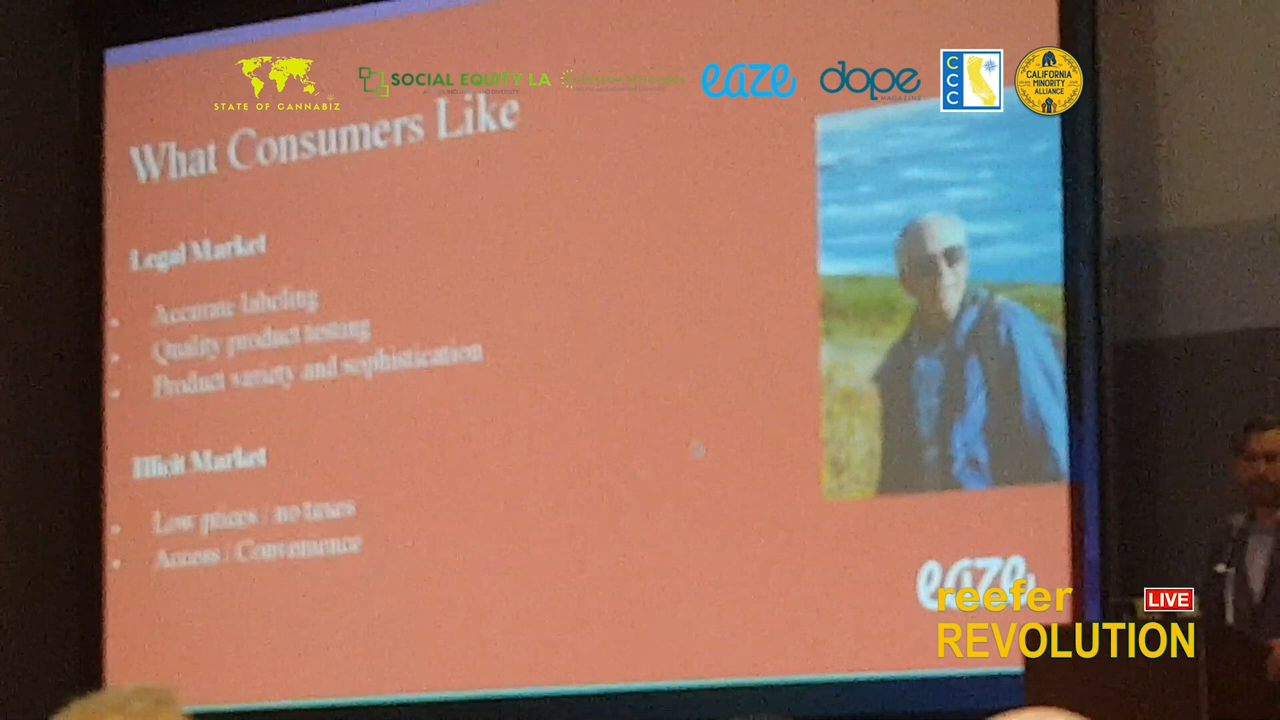 STATE OF CANNABIZ
SOCIAL EQUITY LA
eaze
dope
MAGAZINE
CCC
CALIFORNIA
MINORITY
ALLIANCE
What Consumers Like
Legal Market
- Accurate labeling
- Quality product testing
- Product variety and sophistication
Illicit Market
- Low prices / no taxes
- Access / Convenience
eaze
reefer
REVOLUTION
LIVE